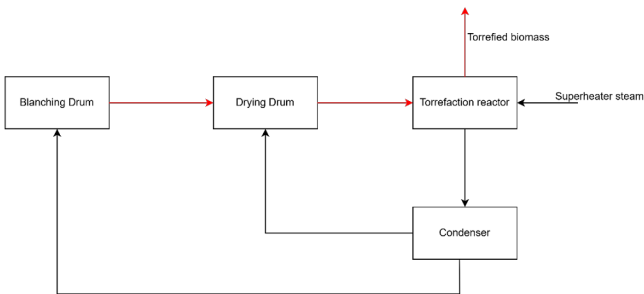 Torrefied biomass
Blanching Drum
Drying Drum
Torrefaction reactor
Superheater steam
Condenser